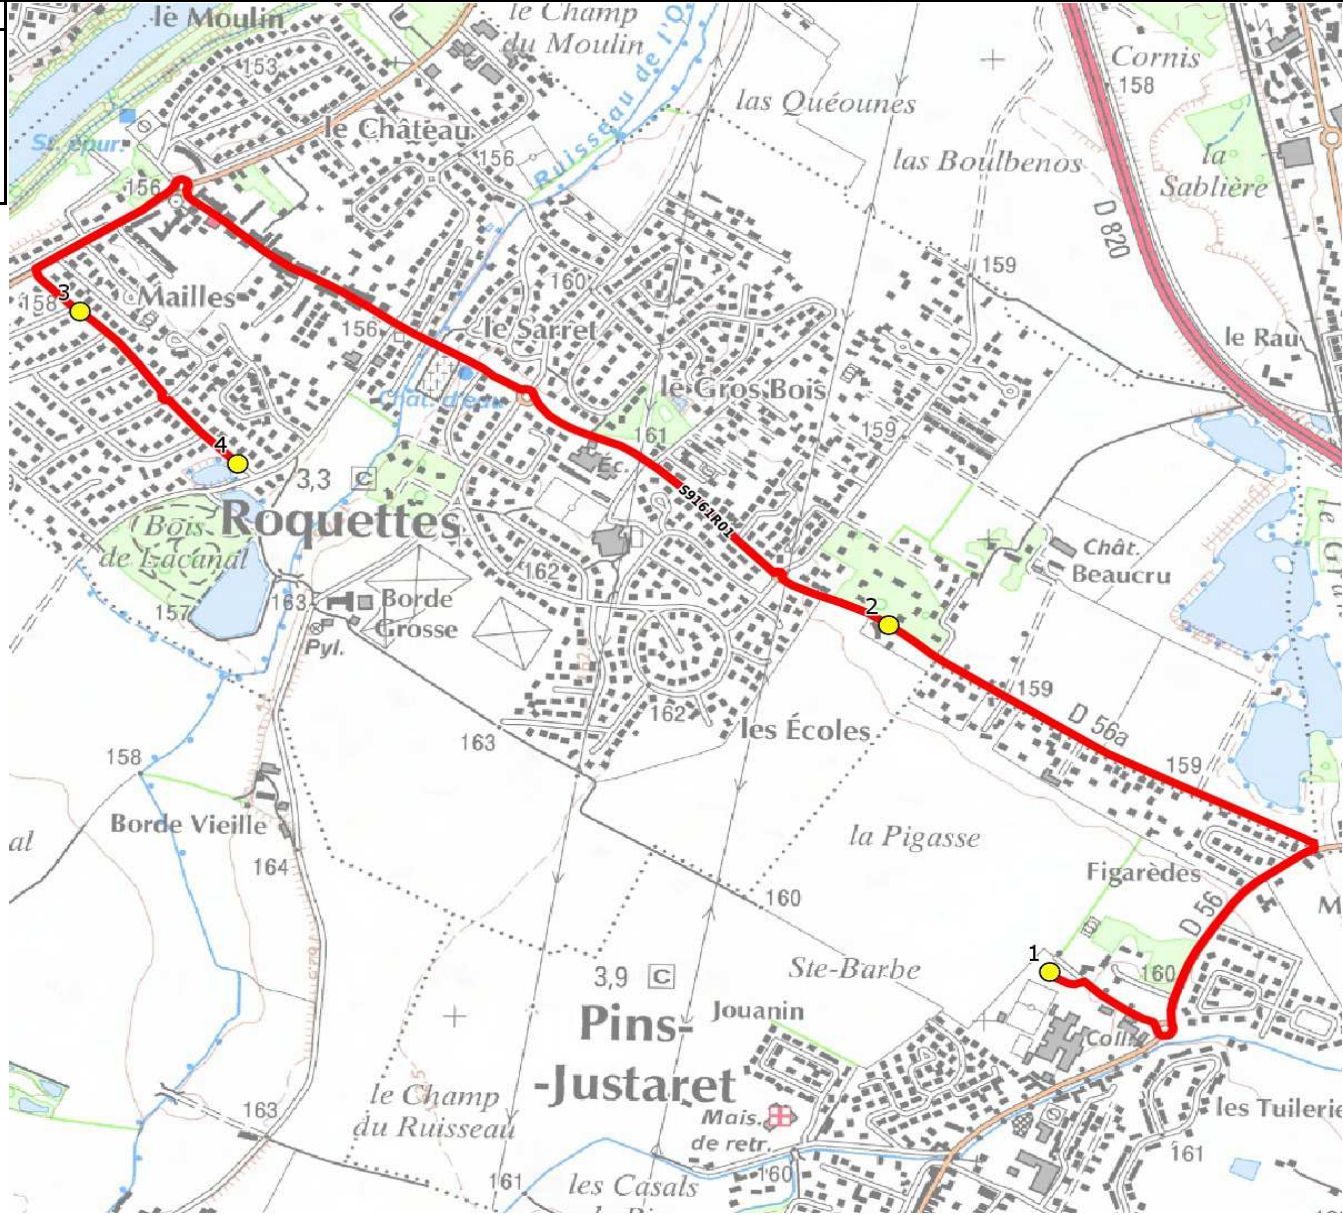 le Moulin
le Champ
du Moulin
153
Cornis
158
las Quéounes
le Château
St. épur.
Ruisseau de l'O
156
las Boulbenos
la
Sablière
156
D 820
159
160
3
158
Mailles
156
le Sarret
le Rau
Chât. d'eau
le Gros Bois
161
159
4
Éc.
3,3 C
S9161R01
Roquettes
Bois
de Lacanal
Chât.
Beaucru
162
157
163
Borde
Grosse
2
Pyl.
159
162
D 56a
les Écoles
163
158
159
Borde Vieille
la Pigasse
al
164
Figarèdes
160
M
D 56
1
3,9 C
Ste-Barbe
160
Jouanin
Pins-
-Justaret
Coll.
le Champ
du Ruisseau
163
Mais.
de retr.
les Tuilerie
161
160
161
les Casals